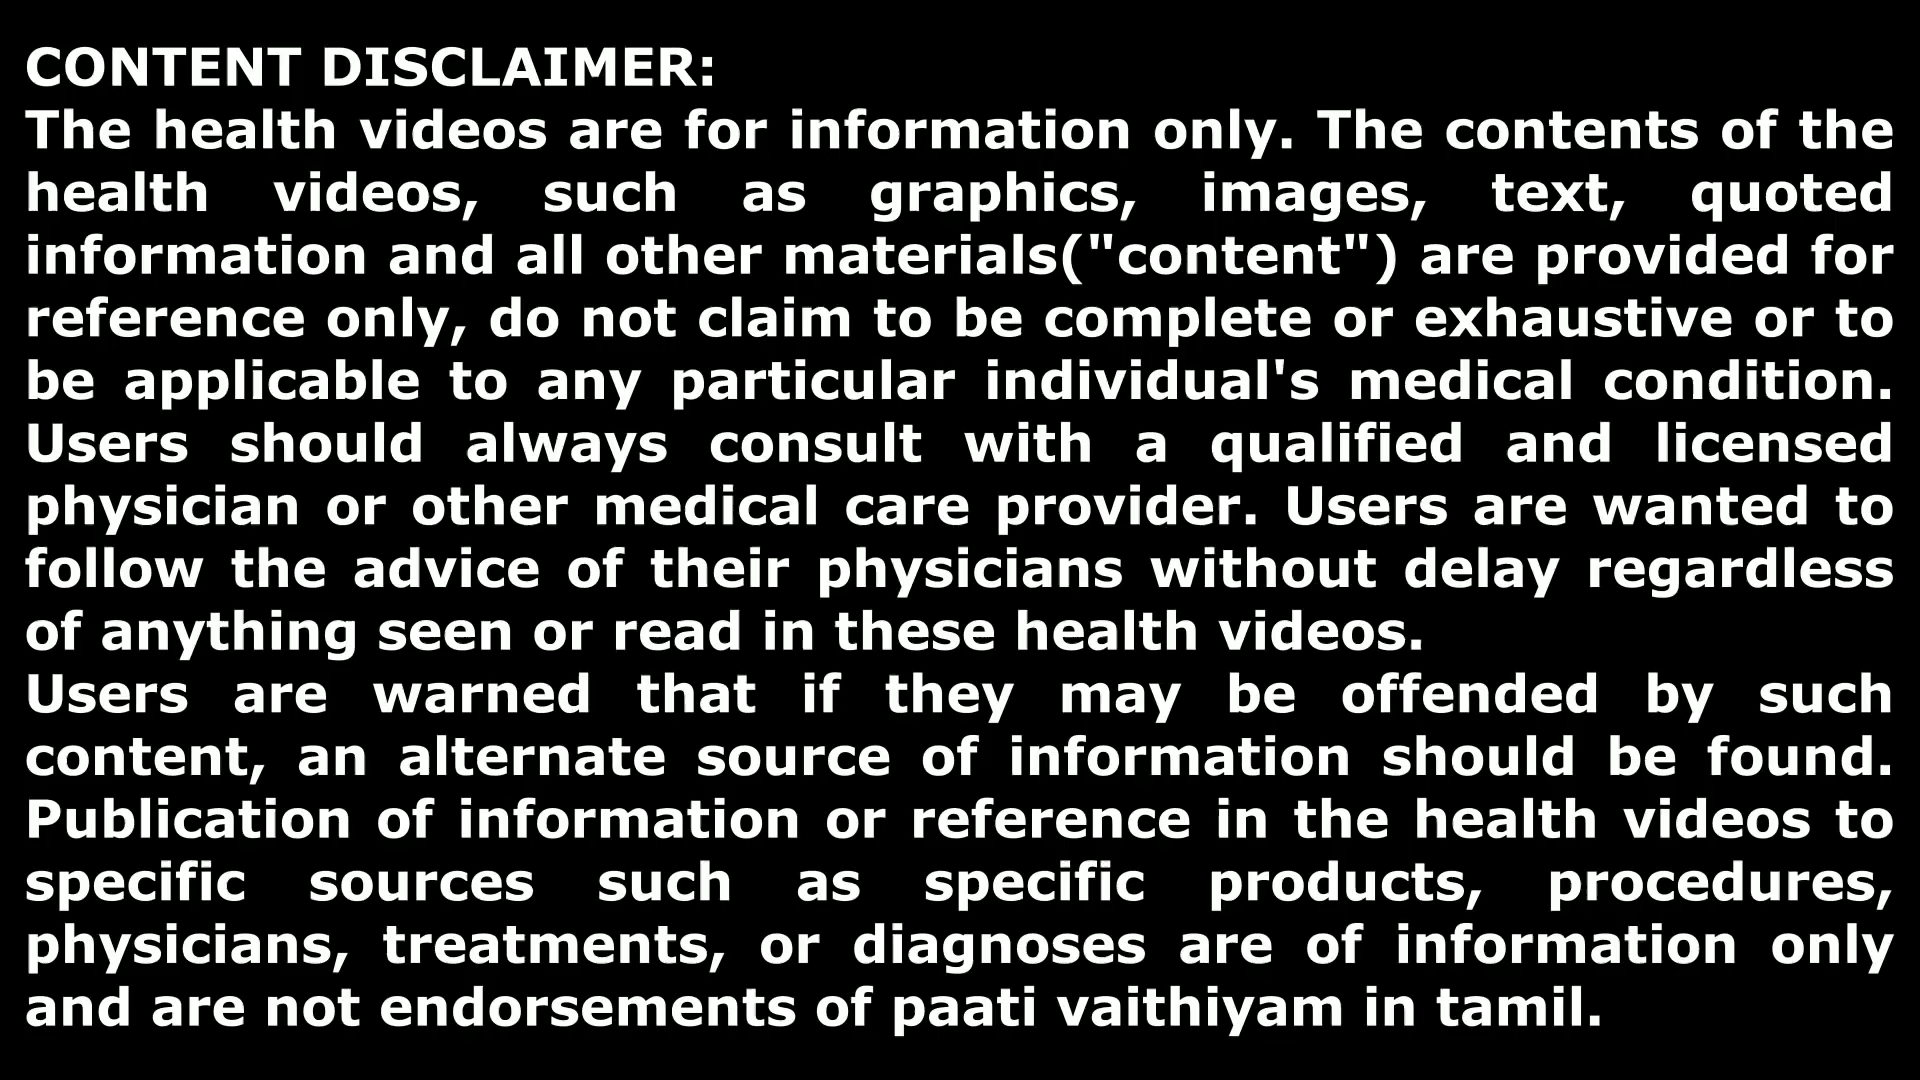 CONTENT DISCLAIMER:
The health videos are for information only. The contents of the
health videos, such as graphics, images, text, quoted
information and all other materials("content") are provided for
reference only, do not claim to be complete or exhaustive or to
be applicable to any particular individual's medical condition.
Users should always consult with a qualified and licensed
physician or other medical care provider. Users are wanted to
follow the advice of their physicians without delay regardless
of anything seen or read in these health videos.
Users are warned that if they may be offended by such
content, an alternate source of information should be found.
Publication of information or reference in the health videos to
specific sources such as specific products, procedures,
physicians, treatments, or diagnoses are of information only
and are not endorsements of paati vaithiyam in tamil.